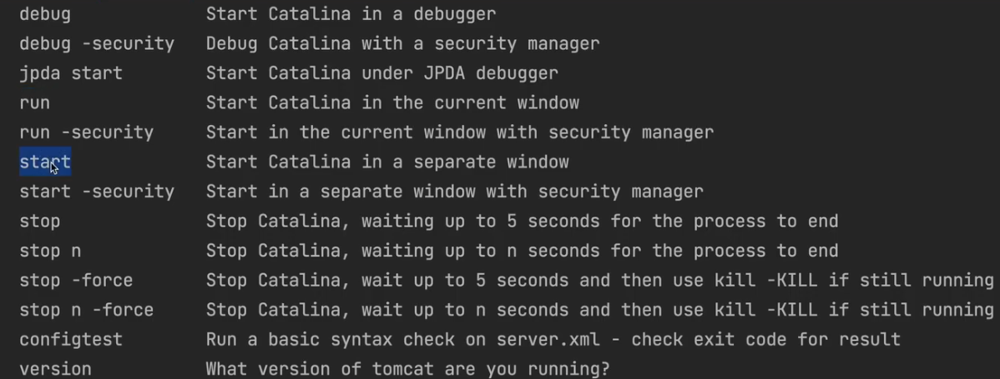 debug Start Catalina in a debugger
debug -security Debug Catalina with a security manager
jpda start Start Catalina under JPDA debugger
run Start Catalina in the current window
run -security Start in the current window with security manager
start Start Catalina in a separate window
start -security Start in a separate window with security manager
stop Stop Catalina, waiting up to 5 seconds for the process to end
stop n Stop Catalina, waiting up to n seconds for the process to end
stop -force Stop Catalina, wait up to 5 seconds and then use kill -KILL if still running
stop n -force Stop Catalina, wait up to n seconds and then use kill -KILL if still running
configtest Run a basic syntax check on server.xml - check exit code for result
version What version of tomcat are you running?